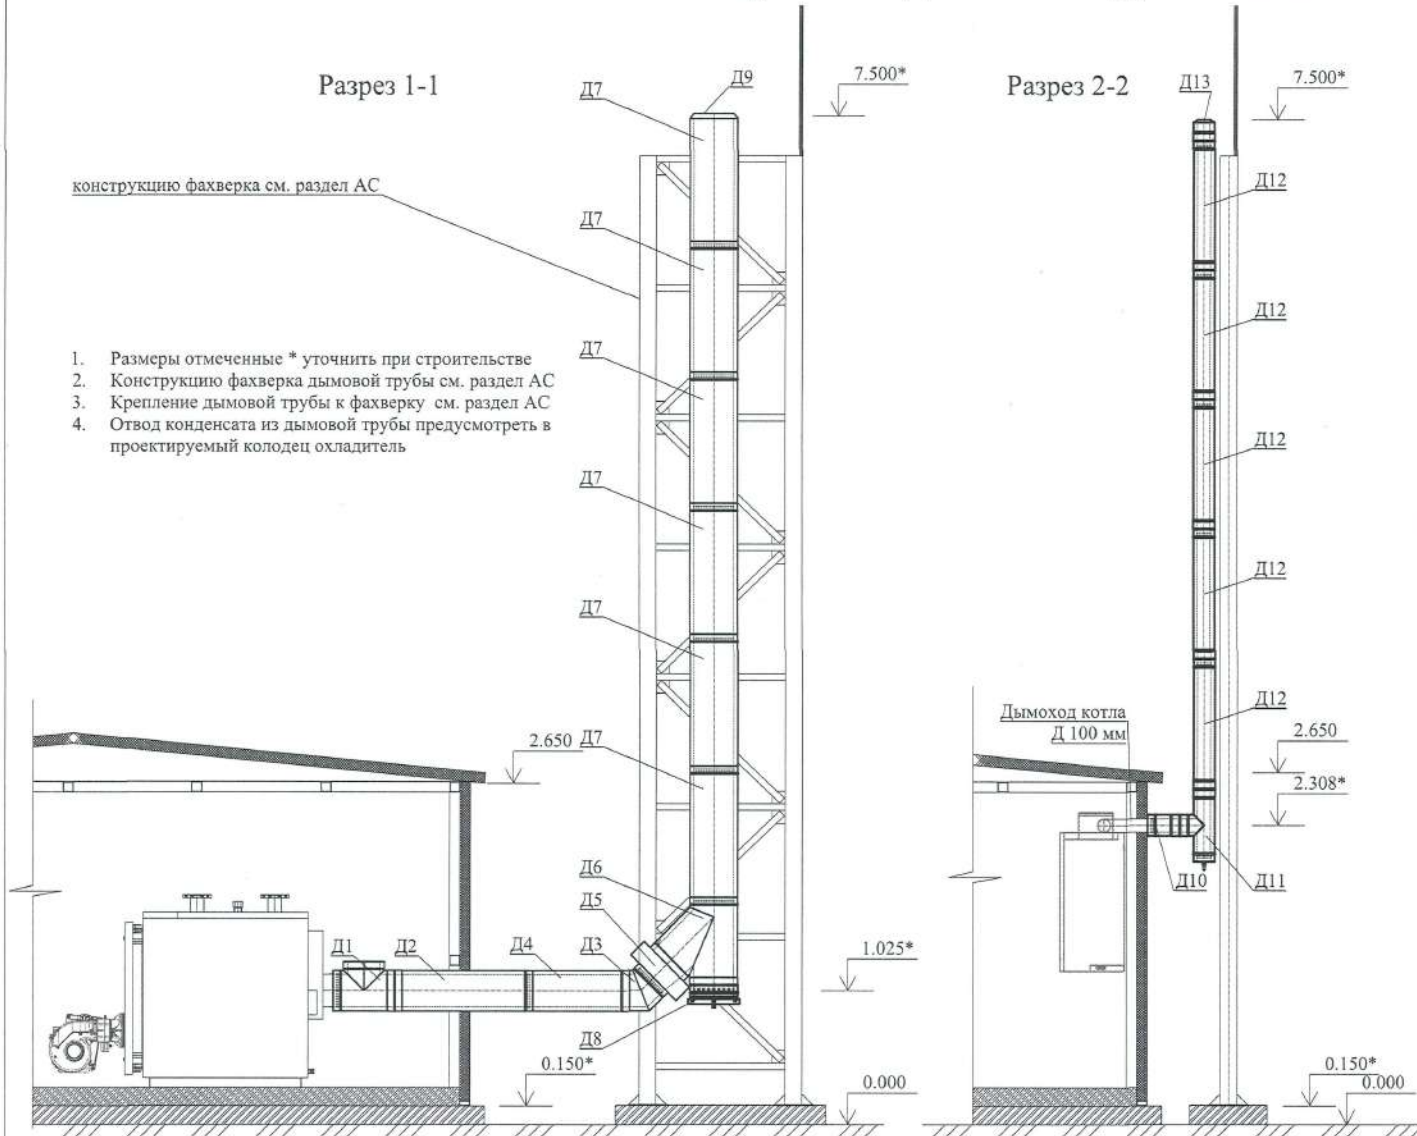 Разрез 1-1
Д7
Д9
7.500*
Разрез 2-2
Д13
7.500*
конструкцию фахверка см. раздел АС
Д7
Д12
Д12
1. Размеры отмеченные * уточнить при строительстве
2. Конструкцию фахверка дымовой трубы см. раздел АС
3. Крепление дымовой трубы к фахверку см. раздел АС
4. Отвод конденсата из дымовой трубы предусмотреть в
проектируемый колодец охладитель
Д7
Д12
Д7
Д12
Д7
Дымоход котла
Д 100 мм
Д12
2.650
Д7
2.650
2.308*
Д6
Д5
Д10
Д11
Д1
Д2
Д4
Д3
1.025*
Д8
0.150*
0.000
0.150*
0.000